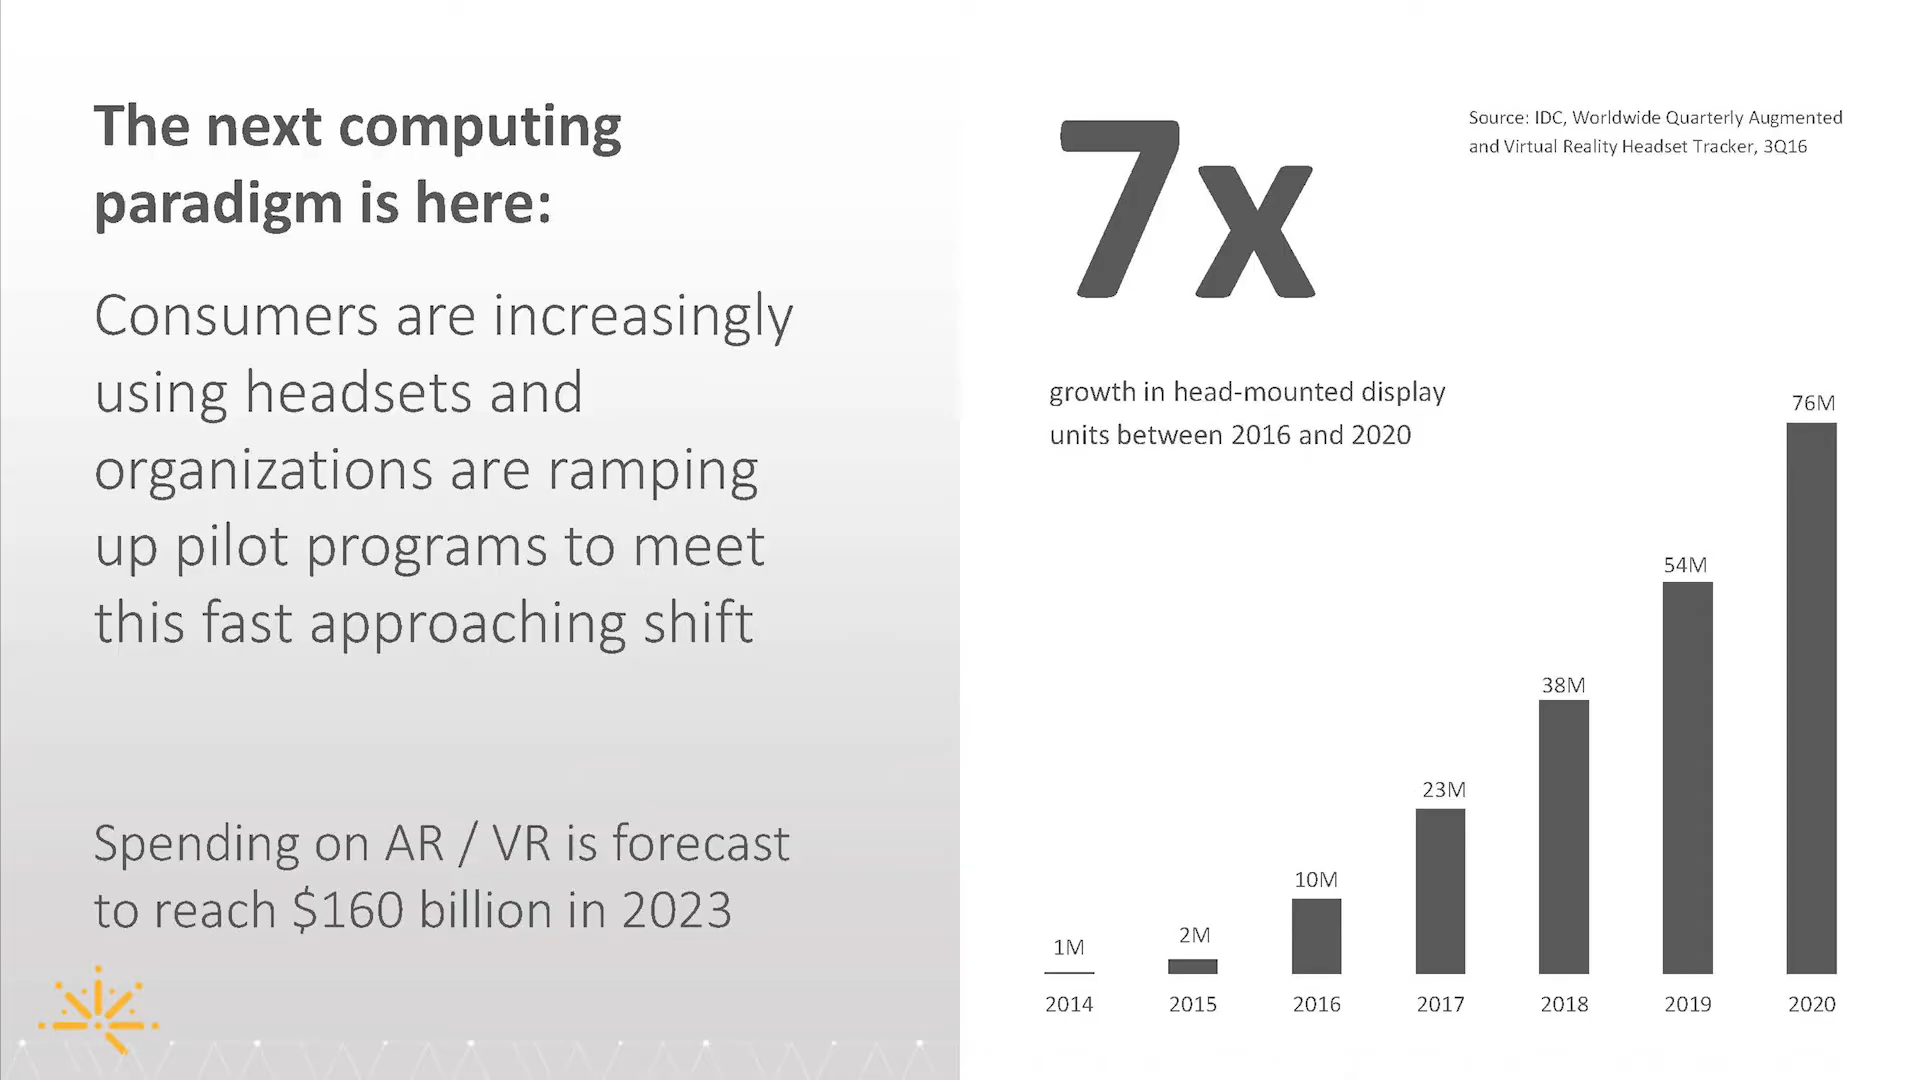 The next computing
paradigm is here:
Consumers are increasingly
using headsets and
organizations are ramping
up pilot programs to meet
this fast approaching shift
Spending on AR / VR is forecast
to reach $160 billion in 2023
7x
Source: IDC, Worldwide Quarterly Augmented
and Virtual Reality Headset Tracker, 3Q16
growth in head-mounted display
units between 2016 and 2020
1M
2M
10M
23M
38M
54M
76M
2014 2015 2016 2017 2018 2019 2020